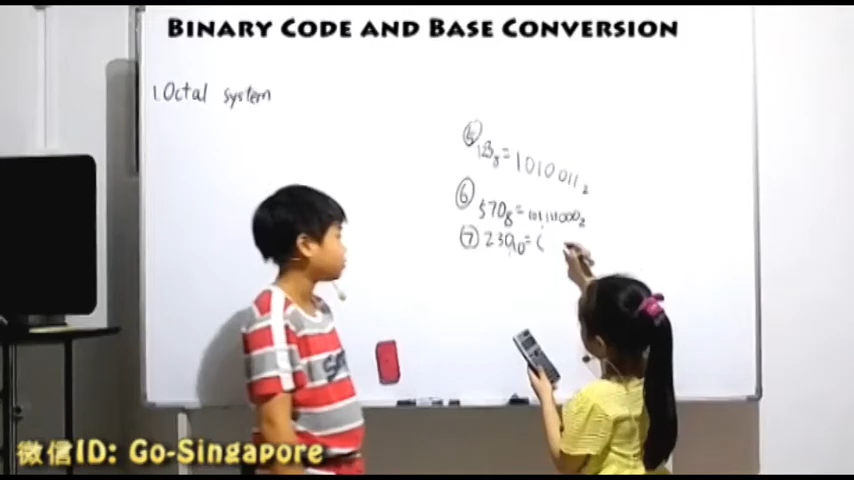 BINARY CODE AND BASE CONVERSION
1. Octal system
⑤ 123₈ = 1010011₂
⑥ 570₈ = 101111000₂
⑦ 230₁₀ = (
微信ID: Go-Singapore